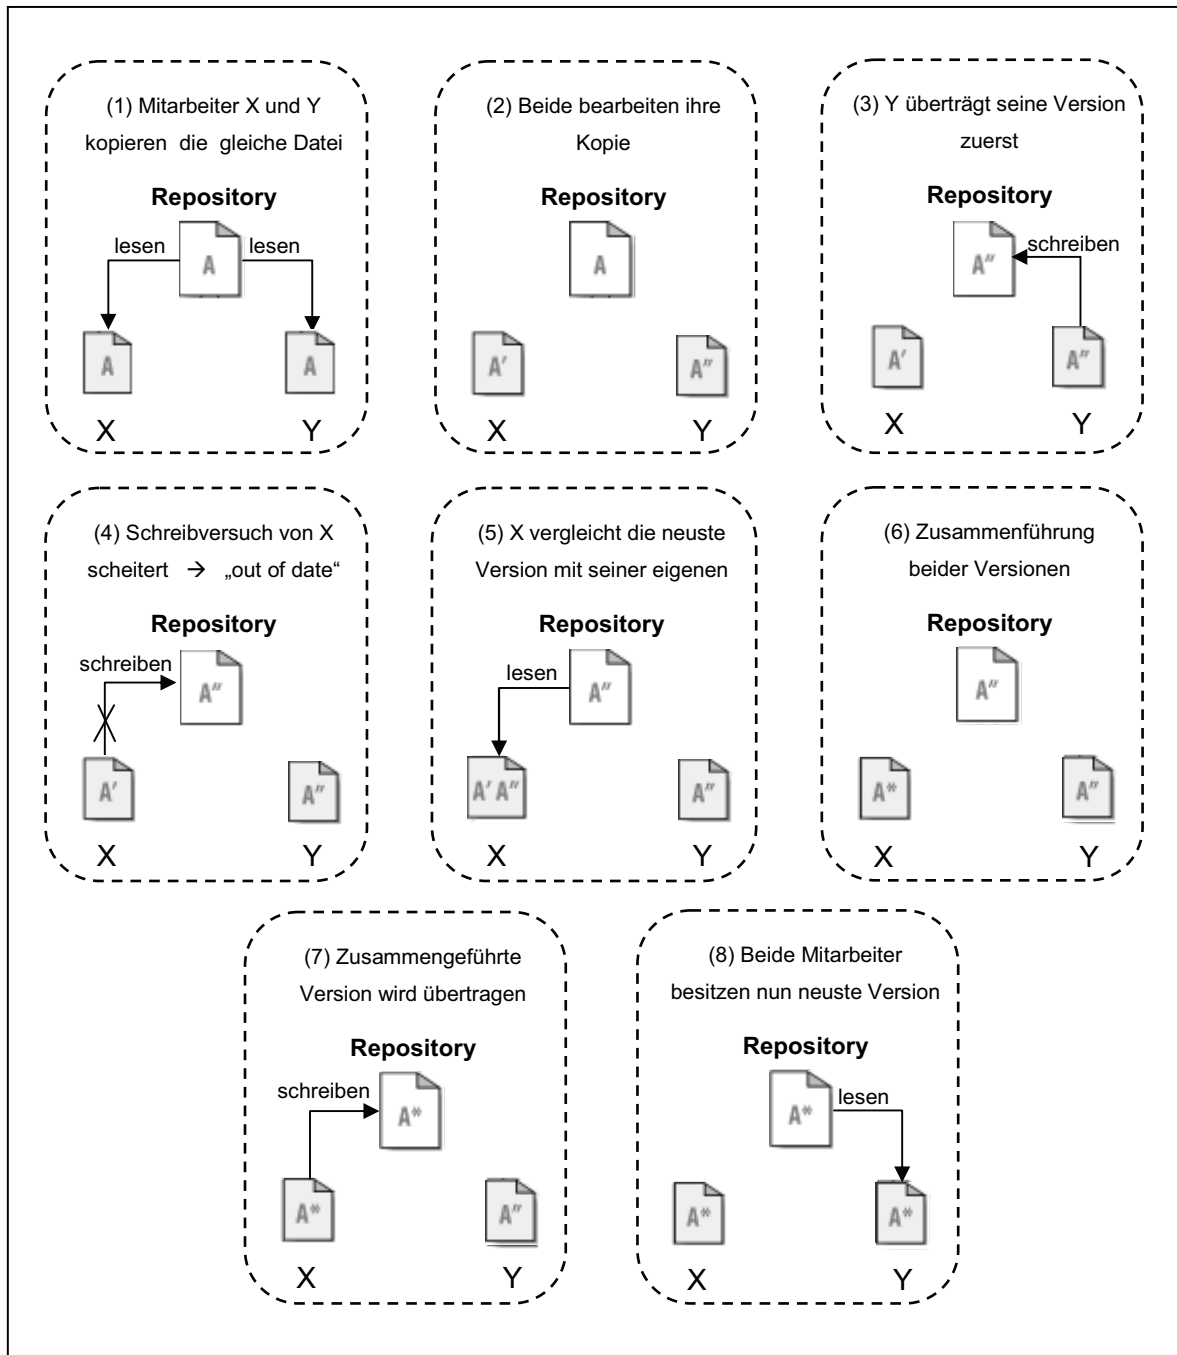 (1) Mitarbeiter X und Y
kopieren die gleiche Datei
Repository
lesen
lesen
A
A
A
X
Y
(2) Beide bearbeiten ihre
Kopie
Repository
A
A'
A"
X
Y
(3) Y überträgt seine Version
zuerst
Repository
A"
schreiben
A'
A"
X
Y
(4) Schreibversuch von X
scheitert → „out of date“
Repository
schreiben
A"
A'
A"
X
Y
(5) X vergleicht die neuste
Version mit seiner eigenen
Repository
lesen
A"
A' A"
A"
X
Y
(6) Zusammenführung
beider Versionen
Repository
A"
A*
A"
X
Y
(7) Zusammengeführte
Version wird übertragen
Repository
schreiben
A*
A*
A"
X
Y
(8) Beide Mitarbeiter
besitzen nun neuste Version
Repository
A*
lesen
A*
A*
X
Y